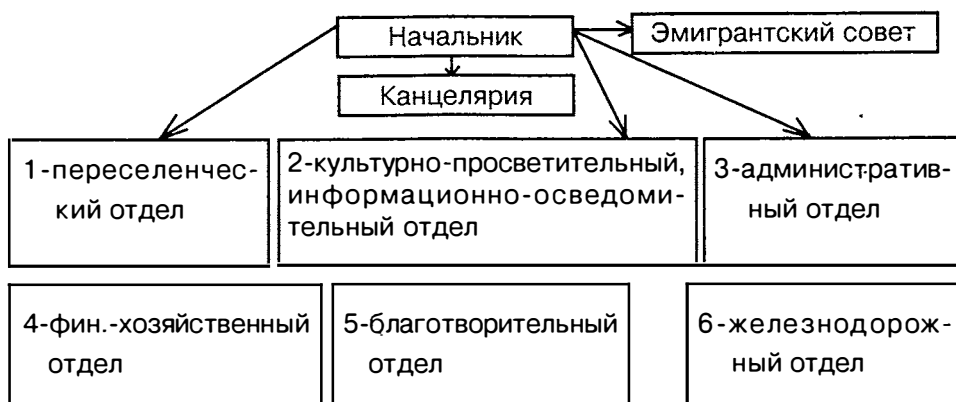 Начальник
Эмигрантский совет
Канцелярия
1-переселенчес-
кий отдел
2-культурно-просветительный,
информационно-осведоми-
тельный отдел
3-административ-
ный отдел
4-фин.-хозяйственный
отдел
5-благотворительный
отдел
6-железнодорож-
ный отдел